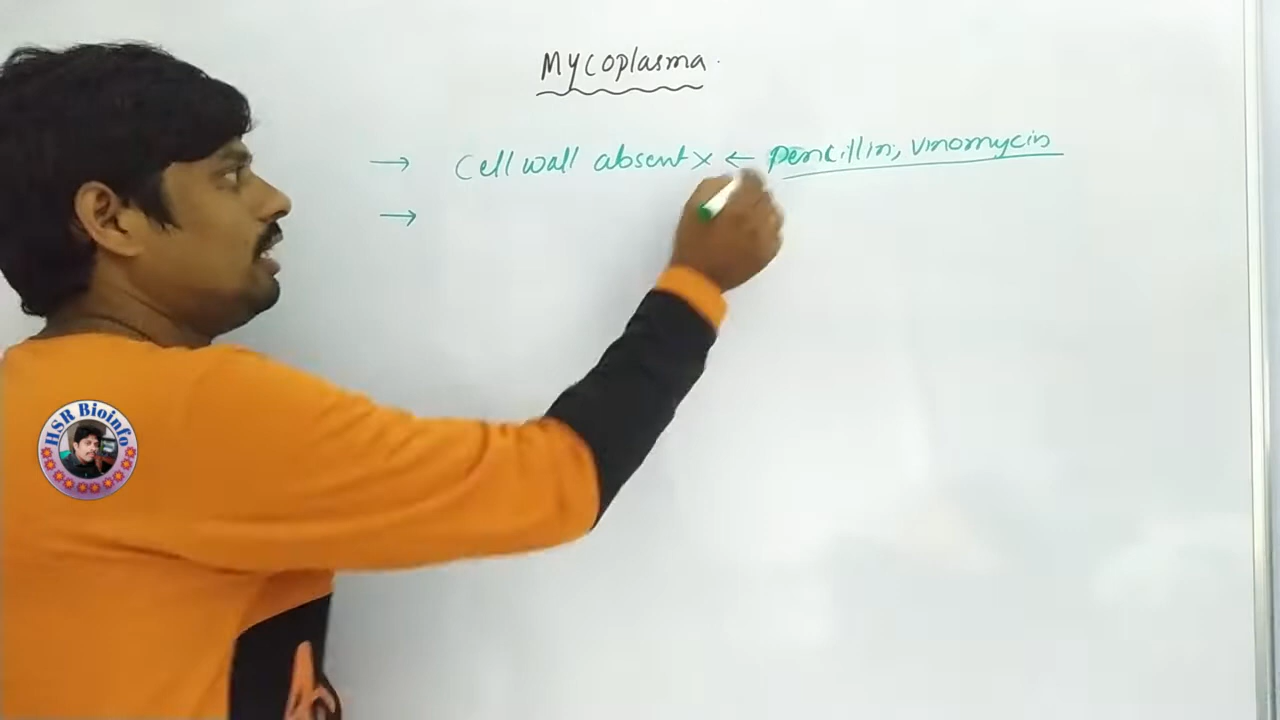 Mycoplasma.
→ Cell wall absent × ← pencillin, vinomycin
→
HSR Bioinfo